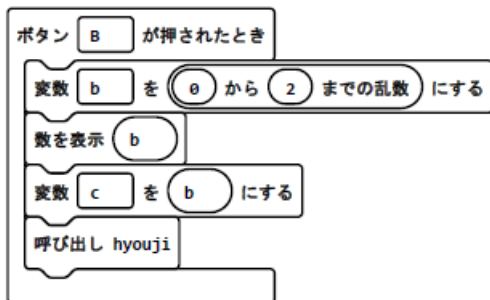 ボタン B が押されたとき
変数 b を 0 から 2 までの乱数 にする
数を表示 b
変数 c を b にする
呼び出し hyouji